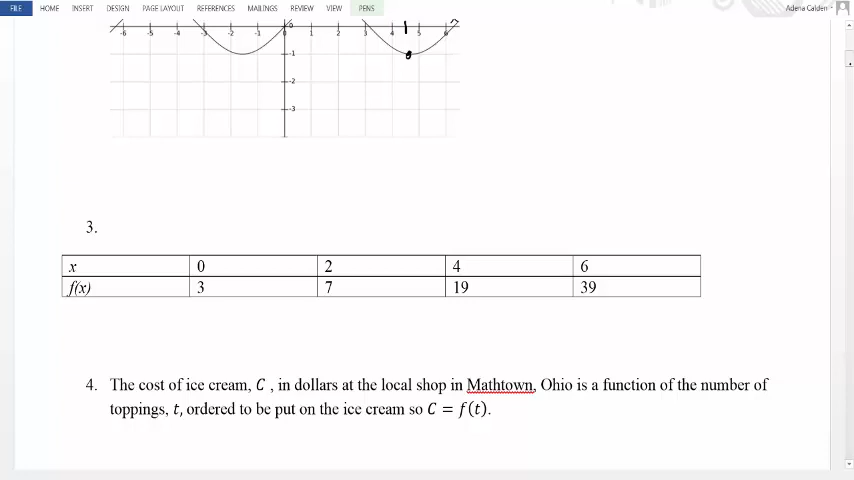 FILE HOME INSERT DESIGN PAGE LAYOUT REFERENCES MAILINGS REVIEW VIEW PENS Adena Calden
-6 -5 -4 -3 -2 -1 0 0 1 2 3 4 5 6
-1
-2
-3
3.
x 0 2 4 6
f(x) 3 7 19 39
4. The cost of ice cream, C , in dollars at the local shop in Mathtown, Ohio is a function of the number of
toppings, t, ordered to be put on the ice cream so C = f(t).